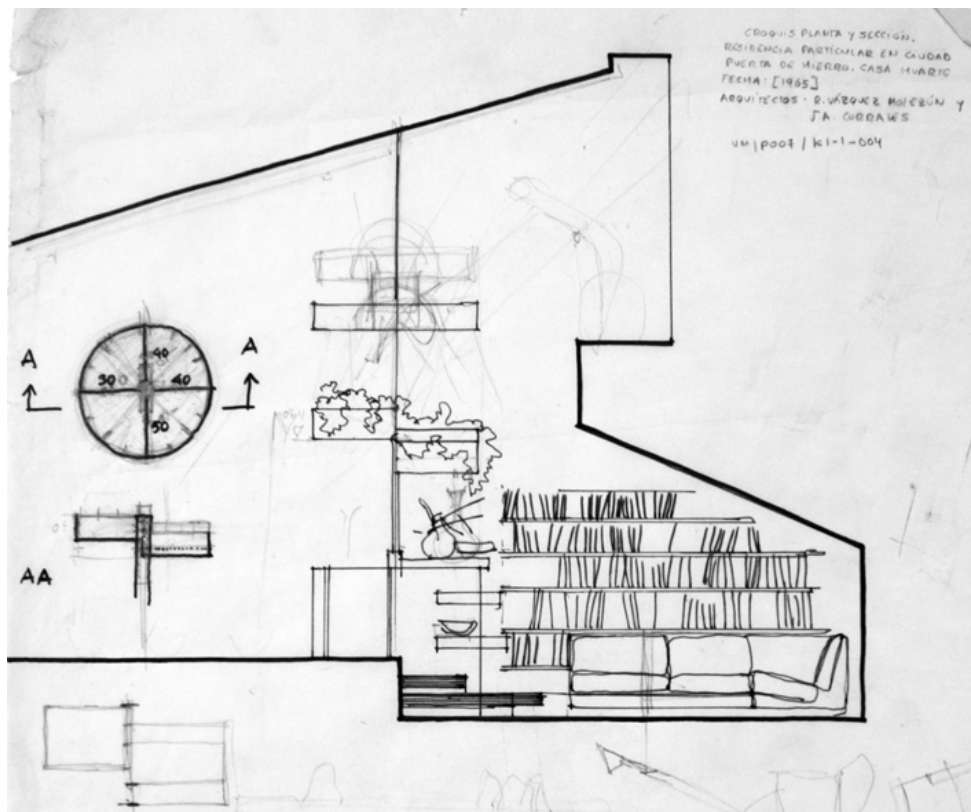 CROQUIS PLANTA Y SECCIÓN.
RESIDENCIA PARTICULAR EN CIUDAD
PUERTA DE HIERRO. CASA HUARTE
FECHA: [1965]
ARQUITECTOS: R. VÁZQUEZ MOLEZÚN Y
J.A. CORRALES
VM/P007/K1-1-004
A A
40
30 40
50
AA